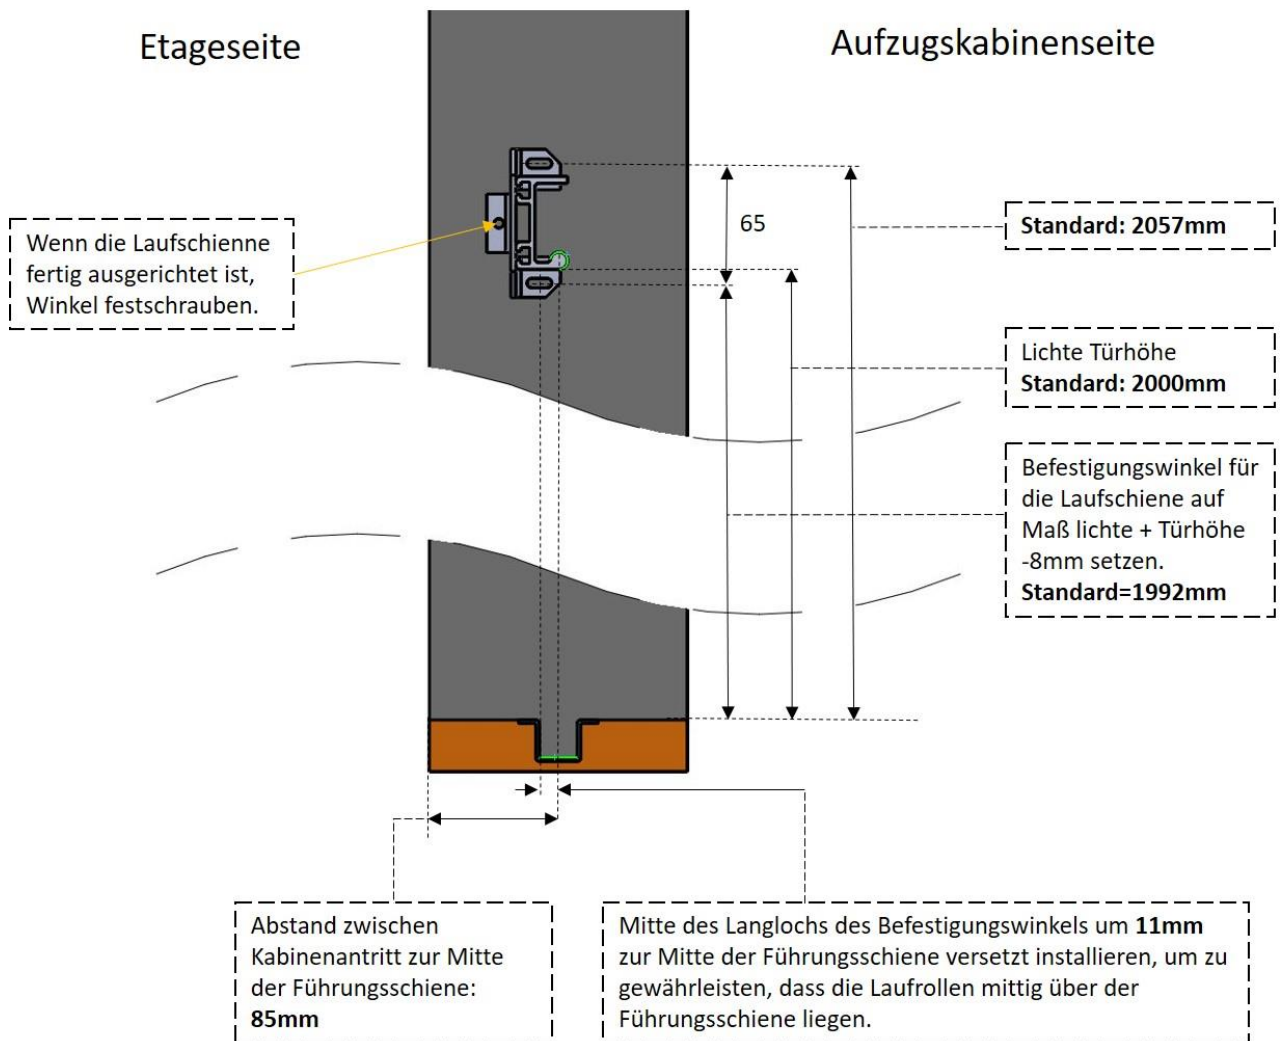 Etageseite
Aufzugskabinenseite
Wenn die Laufschienne
fertig ausgerichtet ist,
Winkel festschrauben.
65
Standard: 2057mm
Lichte Türhöhe
Standard: 2000mm
Befestigungswinkel für
die Laufschiene auf
Maß lichte + Türhöhe
-8mm setzen.
Standard=1992mm
Abstand zwischen
Kabinenantritt zur Mitte
der Führungsschiene:
85mm
Mitte des Langlochs des Befestigungswinkels um 11mm
zur Mitte der Führungsschiene versetzt installieren, um zu
gewährleisten, dass die Laufrollen mittig über der
Führungsschiene liegen.